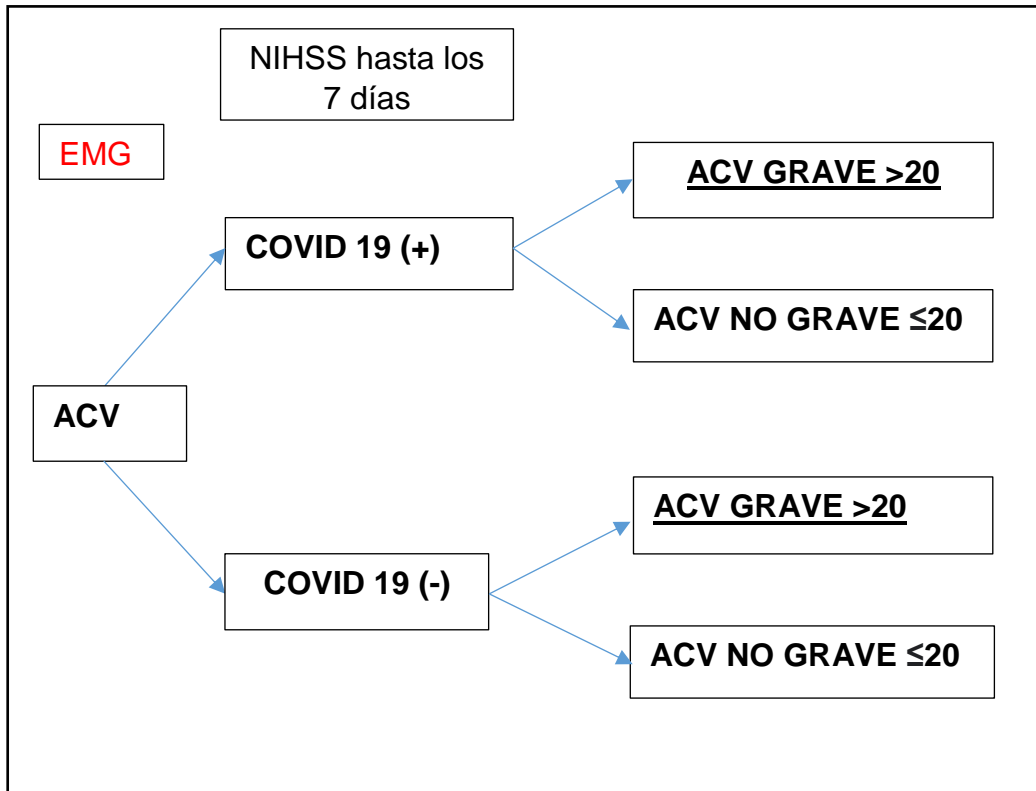 NIHSS hasta los
7 días
EMG
ACV GRAVE >20
COVID 19 (+)
ACV NO GRAVE ≤20
ACV
ACV GRAVE >20
COVID 19 (-)
ACV NO GRAVE ≤20